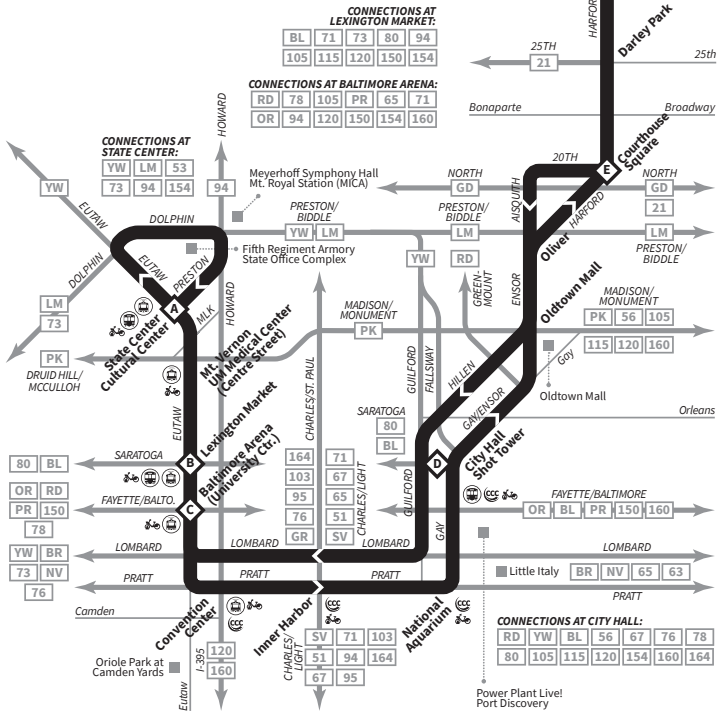 CONNECTIONS AT
LEXINGTON MARKET:
BL 71 73 80 94
105 115 120 150 154
HARFORD
Darley Park
25TH
21
25th
CONNECTIONS AT BALTIMORE ARENA:
RD 78 105 PR 65 71
OR 94 120 150 154 160
Bonaparte
Broadway
HOWARD
CONNECTIONS AT
STATE CENTER:
YW LM 53
73 94 154
94
Meyerhoff Symphony Hall
Mt. Royal Station (MICA)
20TH
E
Courthouse
Square
NORTH
GD
NORTH
GD
21
YW
EUTAW
DOLPHIN
PRESTON/
BIDDLE
YW LM
PRESTON/
BIDDLE
LM
AISQUITH
HARFORD
Oliver
LM
PRESTON/
BIDDLE
Fifth Regiment Armory
State Office Complex
DOLPHIN
EUTAW
PRESTON
YW
RD
GREEN-
MOUNT
ENSOR
Oldtown Mall
LM
73
A
MLK
HOWARD
State Center
Cultural Center
Mt. Vernon
UM Medical Center
(Centre Street)
MADISON/
MONUMENT
PK
MADISON/
MONUMENT
PK 56 105
115 120 160
PK
DRUID HILL/
MCCULLOH
CHARLES/ST. PAUL
GUILFORD
FALLSWAY
HILLEN
GAY/ENSOR
Gay
Oldtown Mall
EUTAW
Lexington Market
Baltimore Arena
(University Ctr.)
SARATOGA
80
BL
Orleans
80 BL
SARATOGA
B
164
103
95
76
GR
71
67
65
51
SV
CHARLES/LIGHT
D
City Hall
Shot Tower
OR RD
PR 150
78
FAYETTE/BALTO.
C
GUILFORD
GAY
FAYETTE/BALTIMORE
OR BL PR 150 160
YW BR
73 NV
76
LOMBARD
LOMBARD
LOMBARD
LOMBARD
PRATT
PRATT
PRATT
Little Italy
BR NV 65 63
PRATT
Camden
Convention
Center
Inner Harbor
National
Aquarium
CONNECTIONS AT CITY HALL:
RD YW BL 56 67 76 78
80 105 115 120 154 160 164
Oriole Park at
Camden Yards
I-395
120
160
Eutaw
CHARLES/
LIGHT
SV 71 103
51 94 164
67 95
Power Plant Live!
Port Discovery